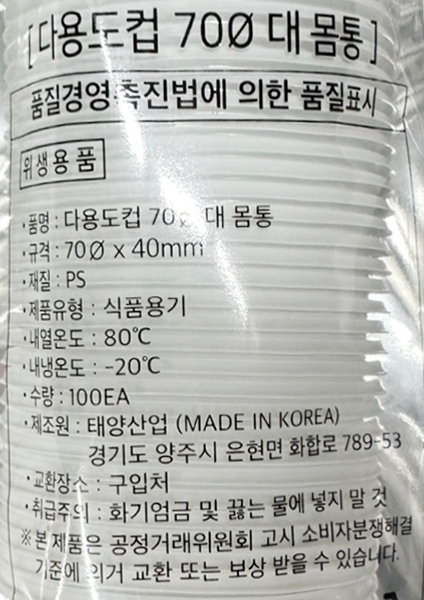 [다용도컵 70Ø 대 몸통]
품질경영촉진법에 의한 품질표시
위생용품
·품명 : 다용도컵 70Ø 대 몸통
·규격 : 70Ø x 40mm
·재질 : PS
·제품유형 : 식품용기
·내열온도 : 80℃
·내냉온도 : -20℃
·수량 : 100EA
·제조원 : 태양산업 (MADE IN KOREA)
경기도 양주시 은현면 화합로 789-53
·교환장소 : 구입처
·취급주의 : 화기엄금 및 끓는 물에 넣지 말 것
※ 본 제품은 공정거래위원회 고시 소비자분쟁해결
기준에 의거 교환 또는 보상 받을 수 있습니다.